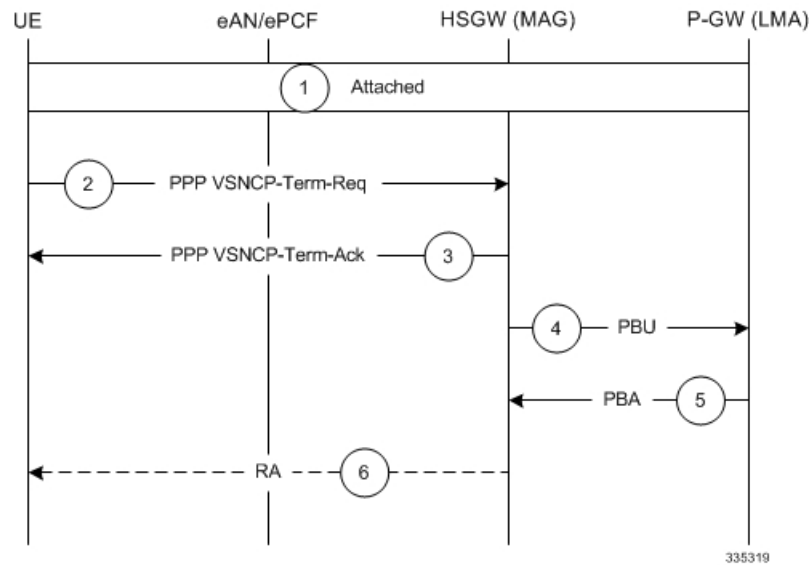 UE eAN/ePCF HSGW (MAG) P-GW (LMA)
1 Attached
2 PPP VSNCP-Term-Req
PPP VSNCP-Term-Ack 3
4 PBU
PBA 5
RA 6
335319